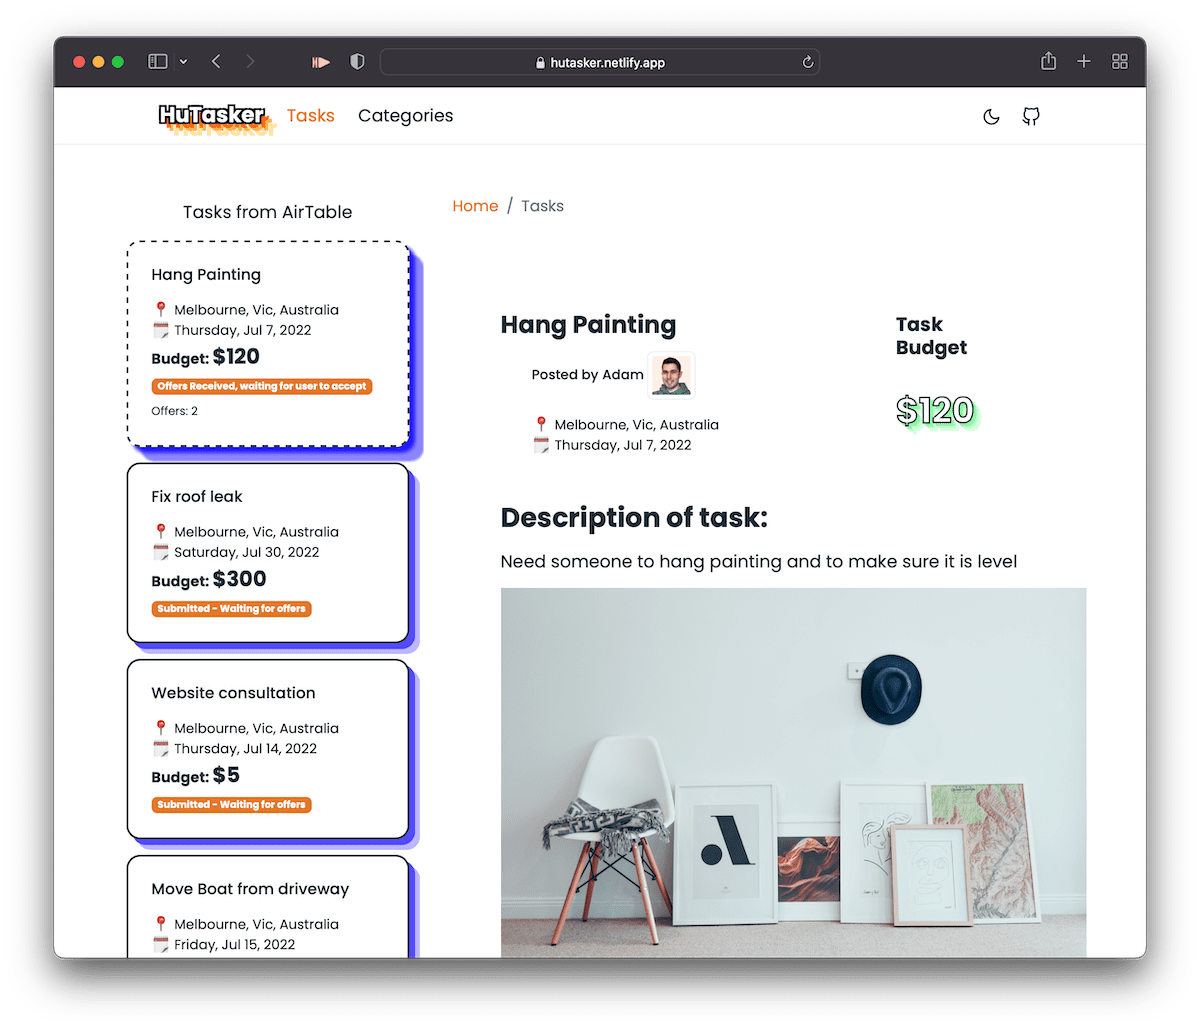 hutasker.netlify.app
HuTasker
Tasks
Categories
Tasks from AirTable
Hang Painting
Melbourne, Vic, Australia
Thursday, Jul 7, 2022
Budget: $120
Offers Received, waiting for user to accept
Offers: 2
Fix roof leak
Melbourne, Vic, Australia
Saturday, Jul 30, 2022
Budget: $300
Submitted - Waiting for offers
Website consultation
Melbourne, Vic, Australia
Thursday, Jul 14, 2022
Budget: $5
Submitted - Waiting for offers
Move Boat from driveway
Melbourne, Vic, Australia
Friday, Jul 15, 2022
Home / Tasks
Hang Painting
Posted by Adam
Melbourne, Vic, Australia
Thursday, Jul 7, 2022
Task
Budget
$120
Description of task:
Need someone to hang painting and to make sure it is level
A